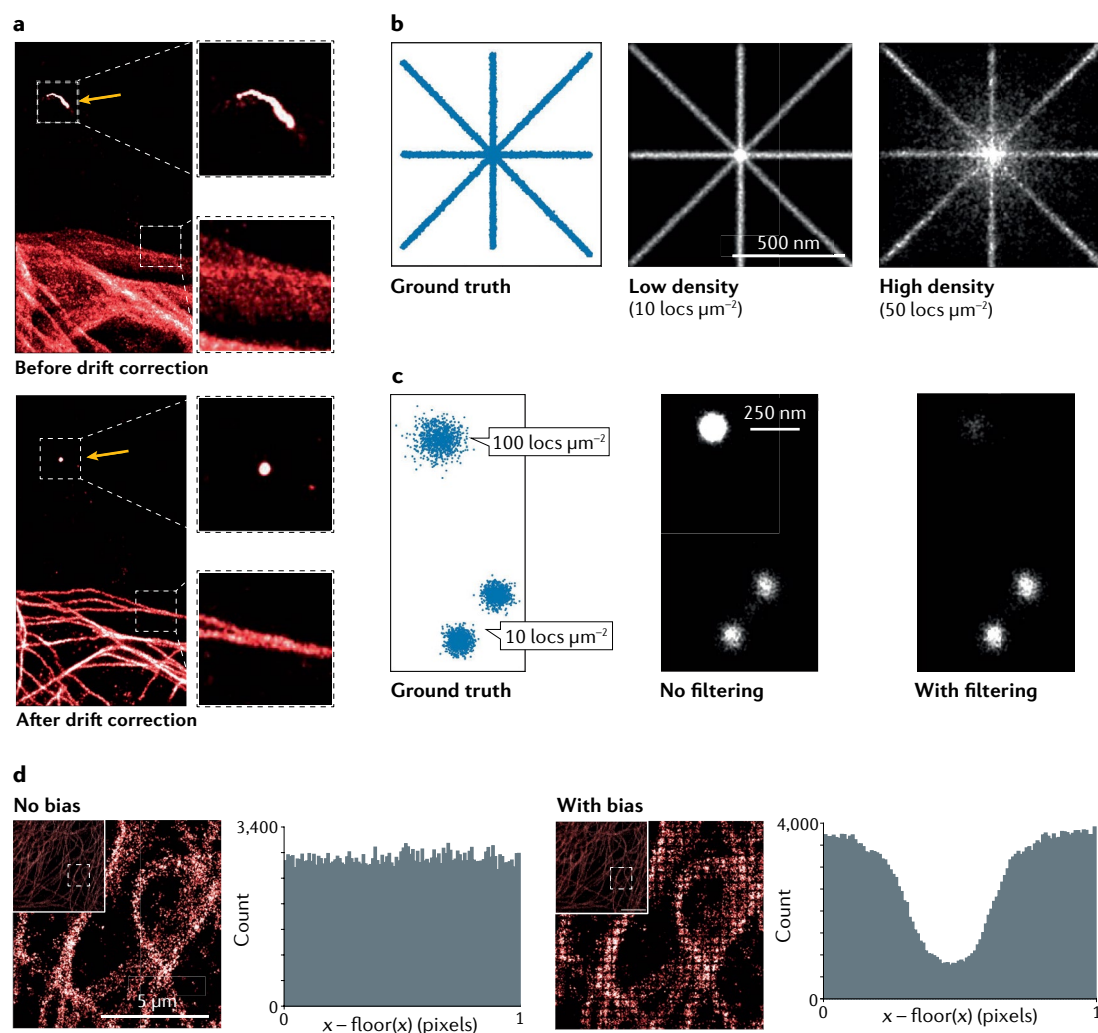 a
Before drift correction
After drift correction
b
Ground truth
500 nm
Low density
(10 locs μm⁻²)
High density
(50 locs μm⁻²)
c
100 locs μm⁻²
10 locs μm⁻²
Ground truth
250 nm
No filtering
With filtering
d
No bias
5 μm
3,400
Count
0
0
1
x – floor(x) (pixels)
With bias
4,000
Count
0
0
1
x – floor(x) (pixels)